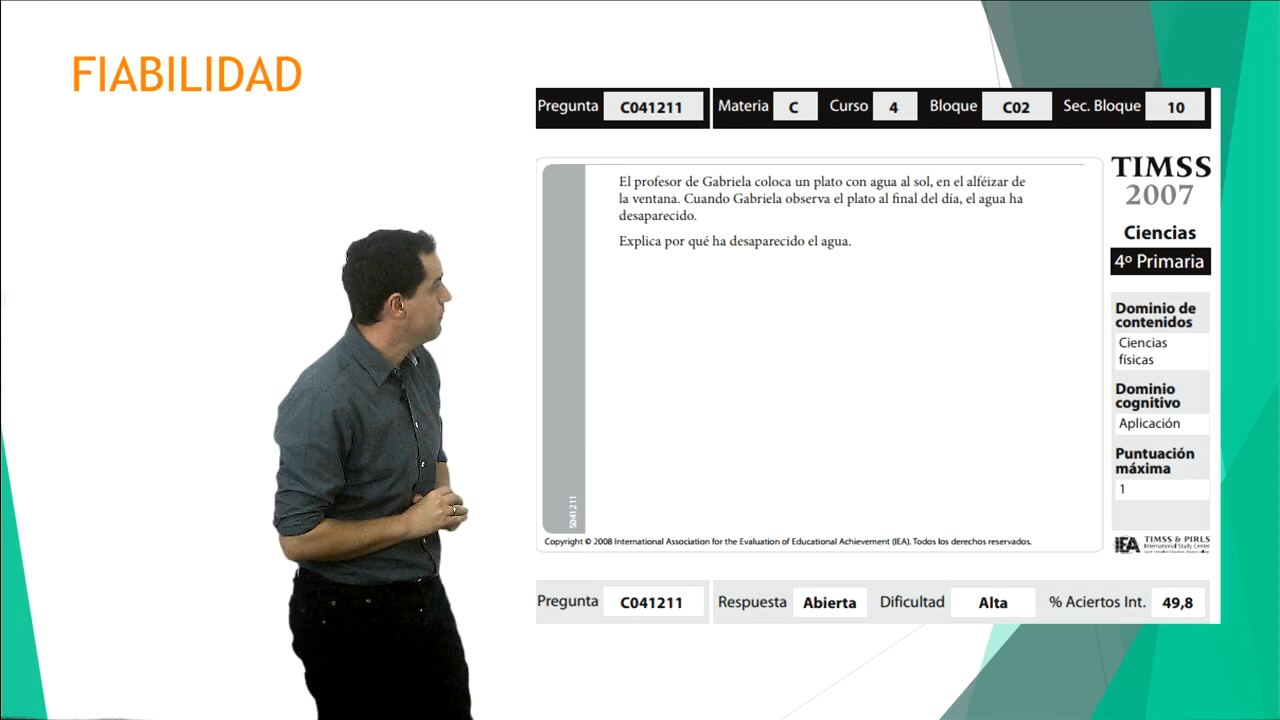 FIABILIDAD
Pregunta C041211 Materia C Curso 4 Bloque C02 Sec. Bloque 10
El profesor de Gabriela coloca un plato con agua al sol, en el alféizar de
la ventana. Cuando Gabriela observa el plato al final del día, el agua ha
desaparecido.
Explica por qué ha desaparecido el agua.
S041211
Copyright © 2008 International Association for the Evaluation of Educational Achievement (IEA). Todos los derechos reservados.
TIMSS
2007
Ciencias
4º Primaria
Dominio de
contenidos
Ciencias
físicas
Dominio
cognitivo
Aplicación
Puntuación
máxima
1
IEA TIMSS & PIRLS
International Study Center
Pregunta C041211 Respuesta Abierta Dificultad Alta % Aciertos Int. 49,8